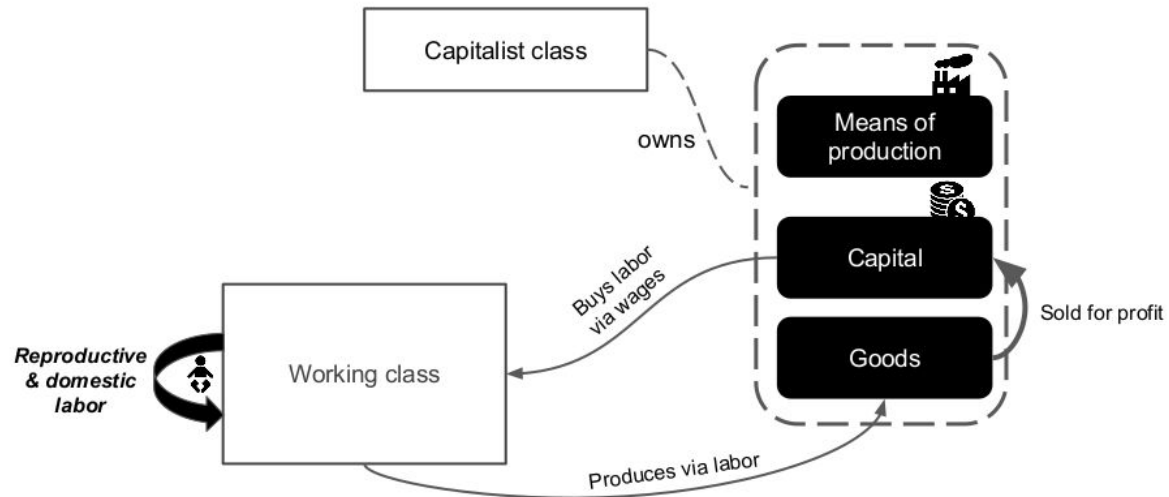 Capitalist class
owns
Means of
production
$
$
Capital
Buys labor
via wages
Sold for profit
Goods
Reproductive
& domestic
labor
Working class
Produces via labor